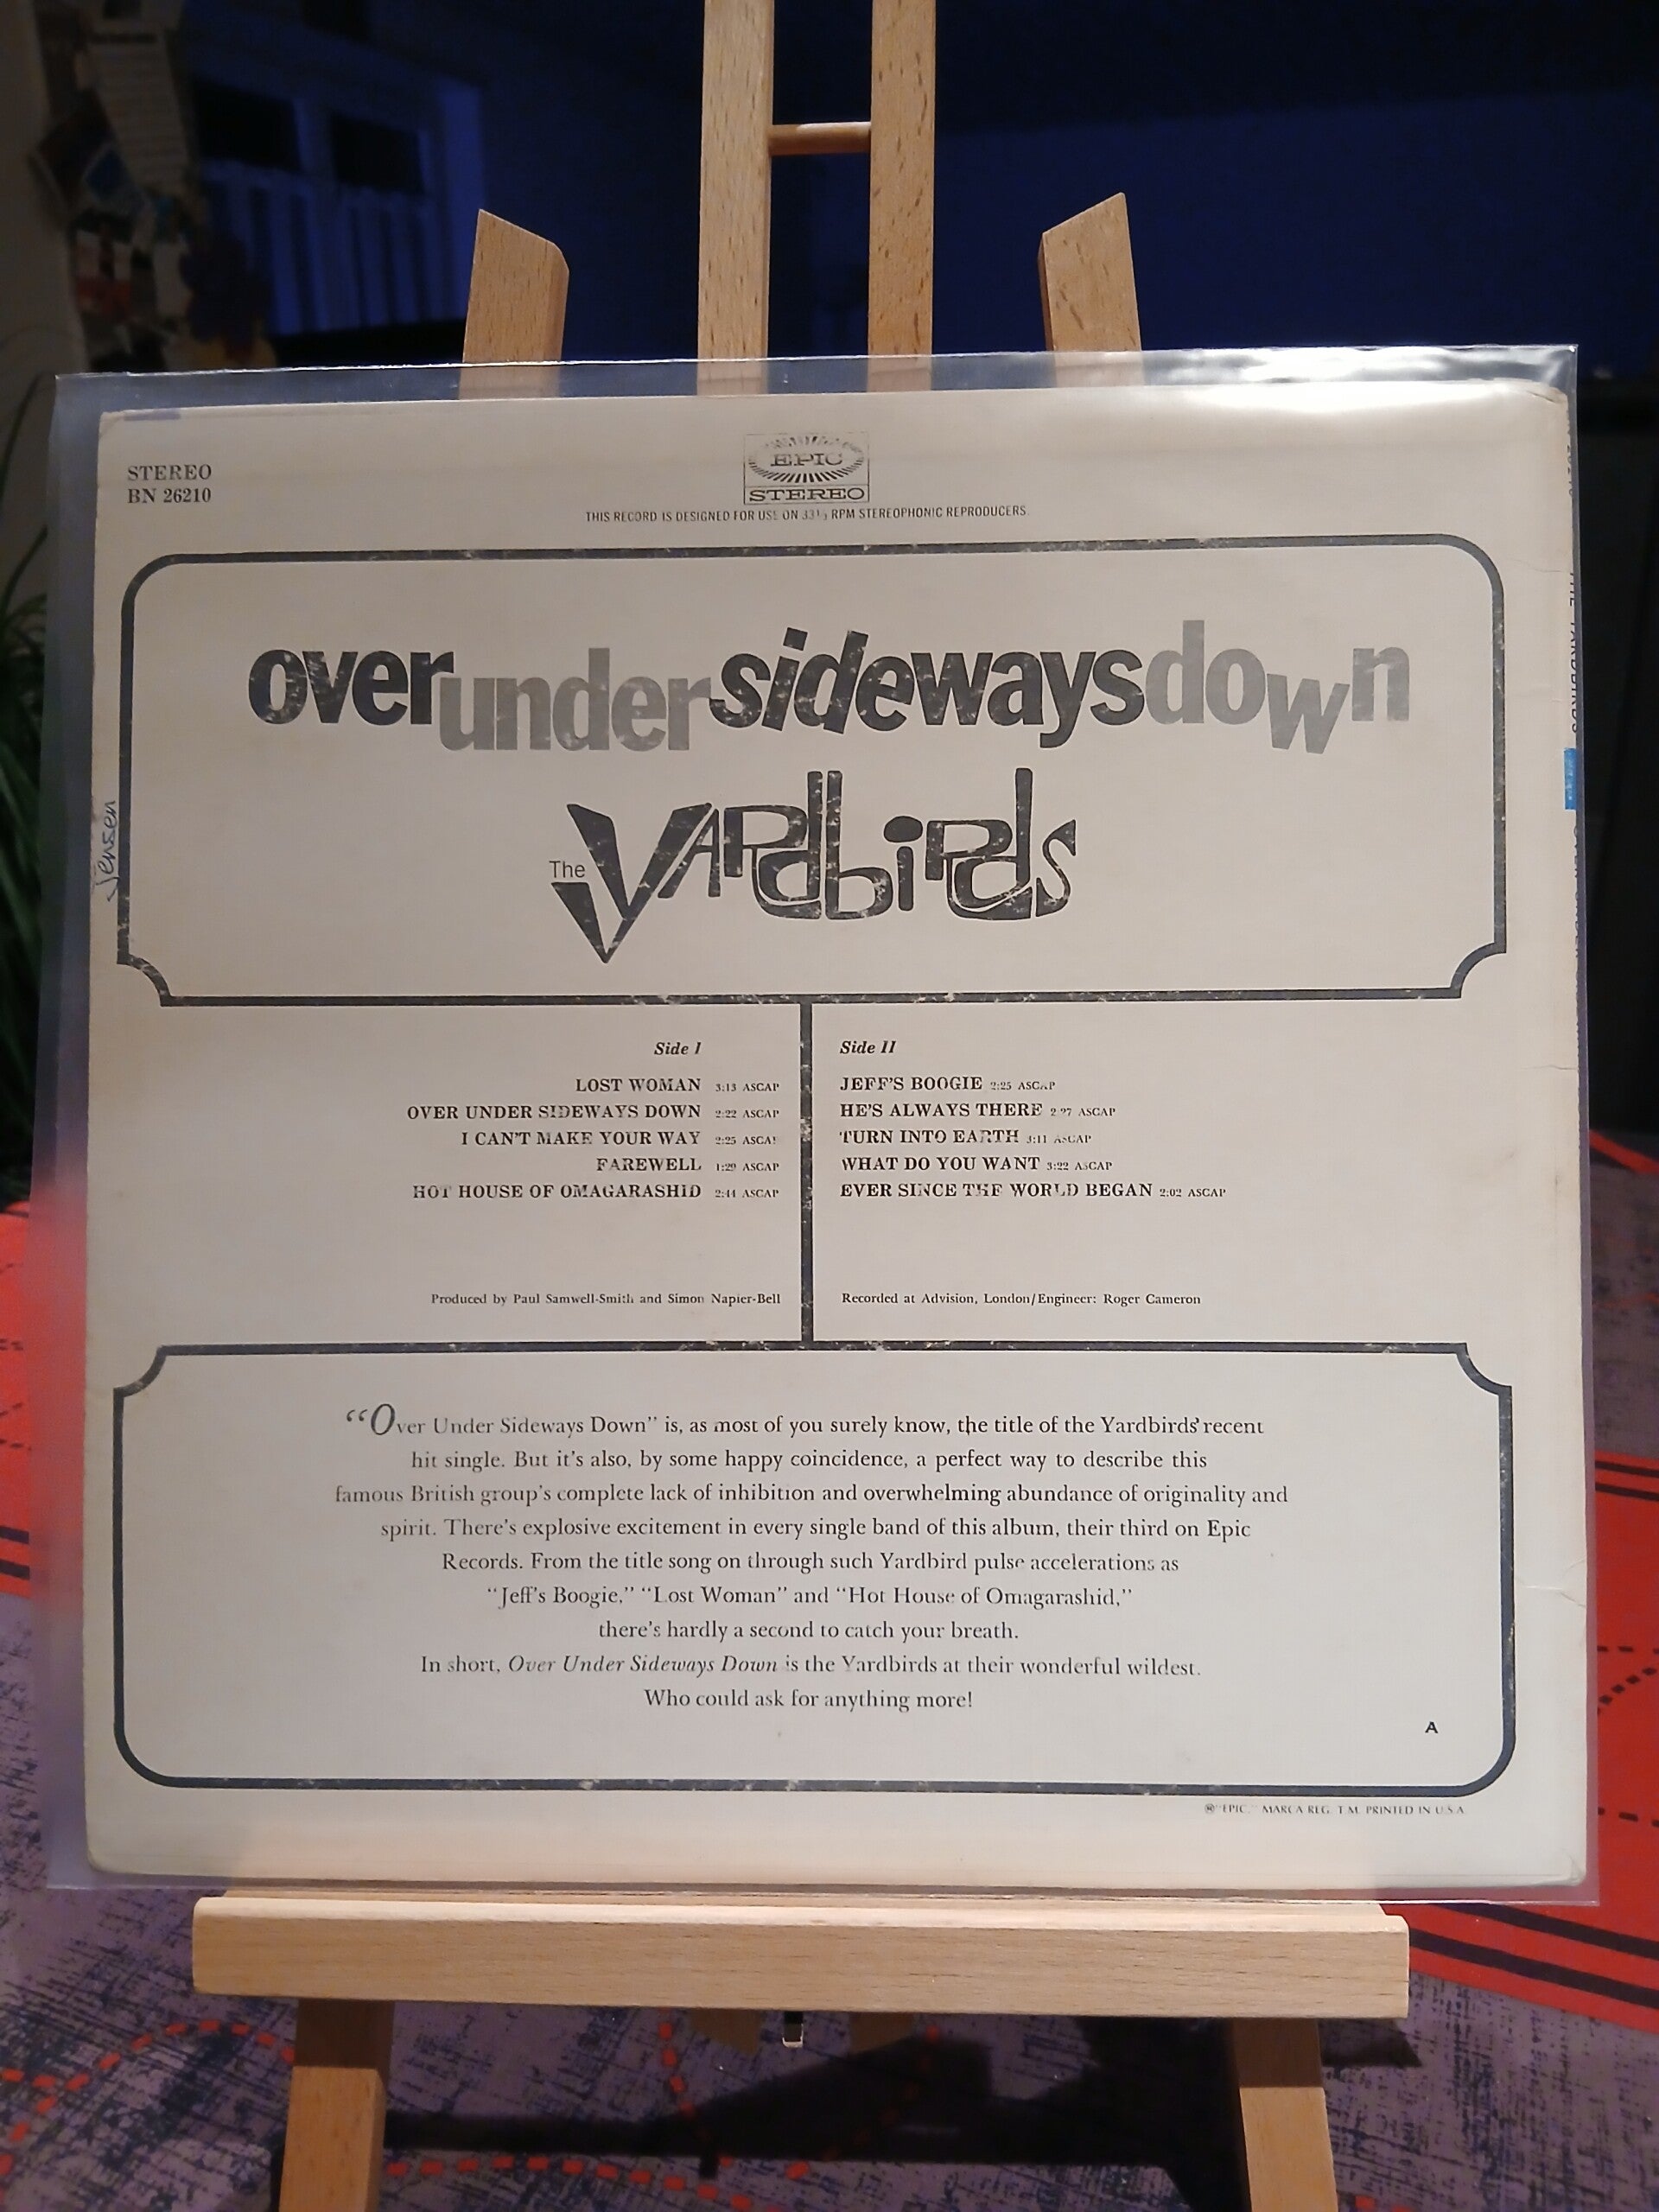 STEREO
BN 26210
EPIC
STEREO
THIS RECORD IS DESIGNED FOR USE ON 33⅓ RPM STEREOPHONIC REPRODUCERS
overundersidewaysdown
The Yardbirds
Jensen
Side I
LOST WOMAN 3:13 ASCAP
OVER UNDER SIDEWAYS DOWN 2:22 ASCAP
I CAN'T MAKE YOUR WAY 2:25 ASCAP
FAREWELL 1:29 ASCAP
HOT HOUSE OF OMAGARASHID 2:44 ASCAP
Produced by Paul Samwell-Smith and Simon Napier-Bell
Side II
JEFF'S BOOGIE 2:25 ASCAP
HE'S ALWAYS THERE 2:27 ASCAP
TURN INTO EARTH 3:11 ASCAP
WHAT DO YOU WANT 3:22 ASCAP
EVER SINCE THE WORLD BEGAN 2:02 ASCAP
Recorded at Advision, London/Engineer: Roger Cameron
“Over Under Sideways Down” is, as most of you surely know, the title of the Yardbirds' recent
hit single. But it's also, by some happy coincidence, a perfect way to describe this
famous British group's complete lack of inhibition and overwhelming abundance of originality and
spirit. There's explosive excitement in every single band of this album, their third on Epic
Records. From the title song on through such Yardbird pulse accelerations as
“Jeff's Boogie,” “Lost Woman” and “Hot House of Omagarashid,”
there's hardly a second to catch your breath.
In short, Over Under Sideways Down is the Yardbirds at their wonderful wildest.
Who could ask for anything more!
A
® “EPIC,” MARCA REG. T.M. PRINTED IN U.S.A.
THE YARDBIRDS